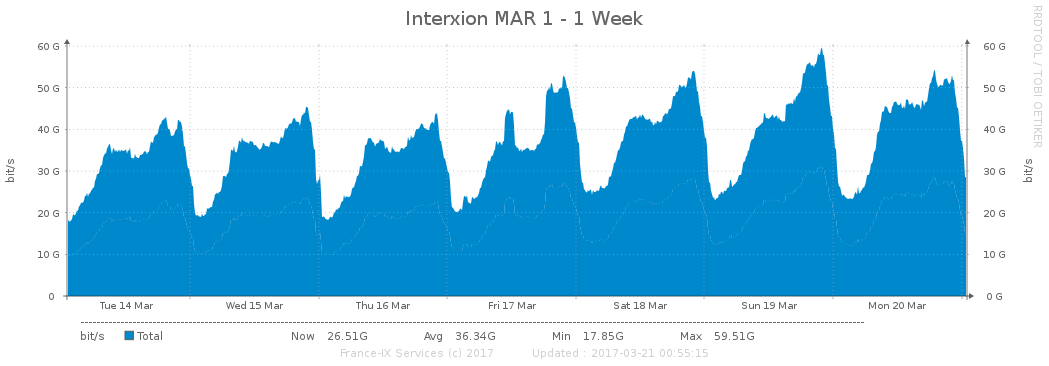 Interxion MAR 1 - 1 Week
RRDTOOL / TOBI OETIKER
60 G 60 G
50 G 50 G
40 G 40 G
30 G 30 G
20 G 20 G
10 G 10 G
0 0 G
bit/s bit/s
Tue 14 Mar Wed 15 Mar Thu 16 Mar Fri 17 Mar Sat 18 Mar Sun 19 Mar Mon 20 Mar
bit/s Total Now 26.51G Avg 36.34G Min 17.85G Max 59.51G
France-IX Services (c) 2017 Updated : 2017-03-21 00:55:15